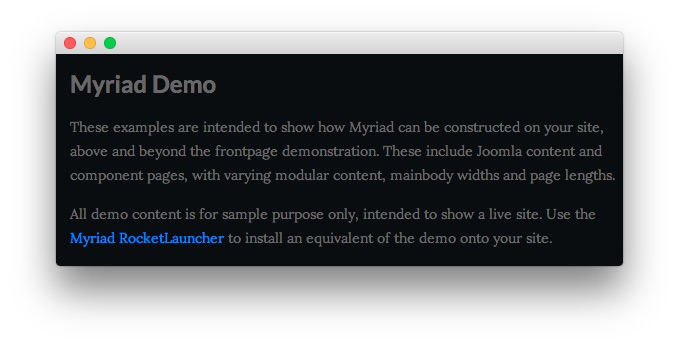 Myriad Demo
These examples are intended to show how Myriad can be constructed on your site,
above and beyond the frontpage demonstration. These include Joomla content and
component pages, with varying modular content, mainbody widths and page lengths.
All demo content is for sample purpose only, intended to show a live site. Use the
Myriad RocketLauncher to install an equivalent of the demo onto your site.